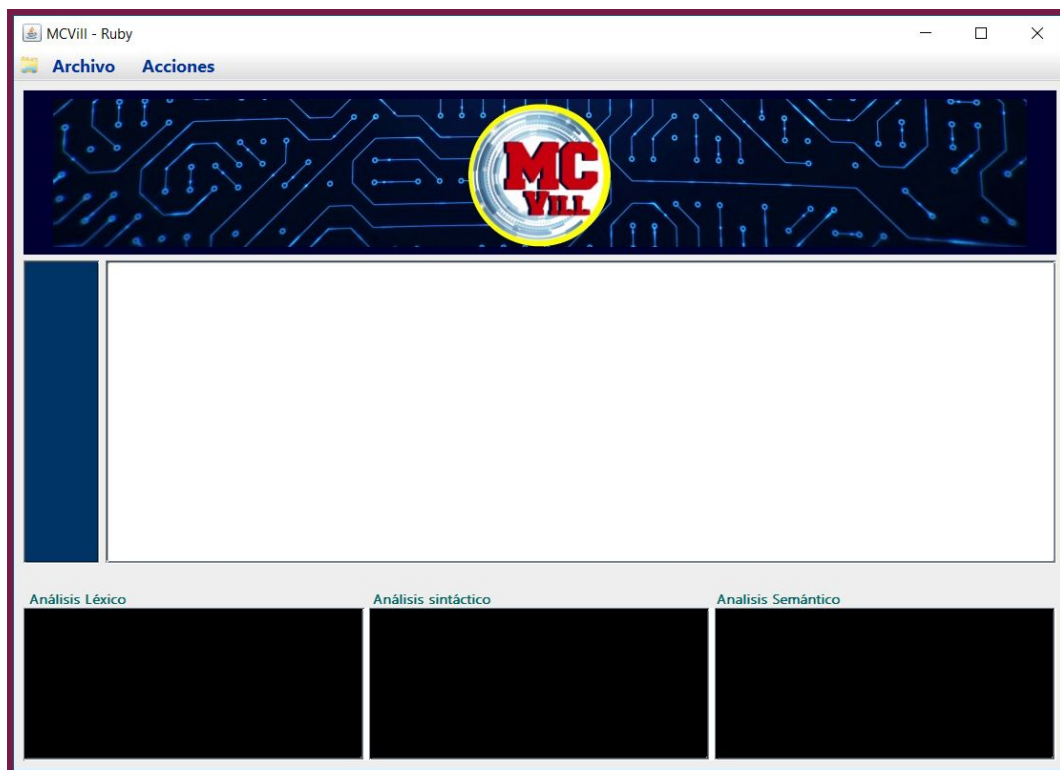 MCVill - Ruby
Archivo Acciones
MC
VILL
Análisis Léxico
Análisis sintáctico
Analisis Semántico